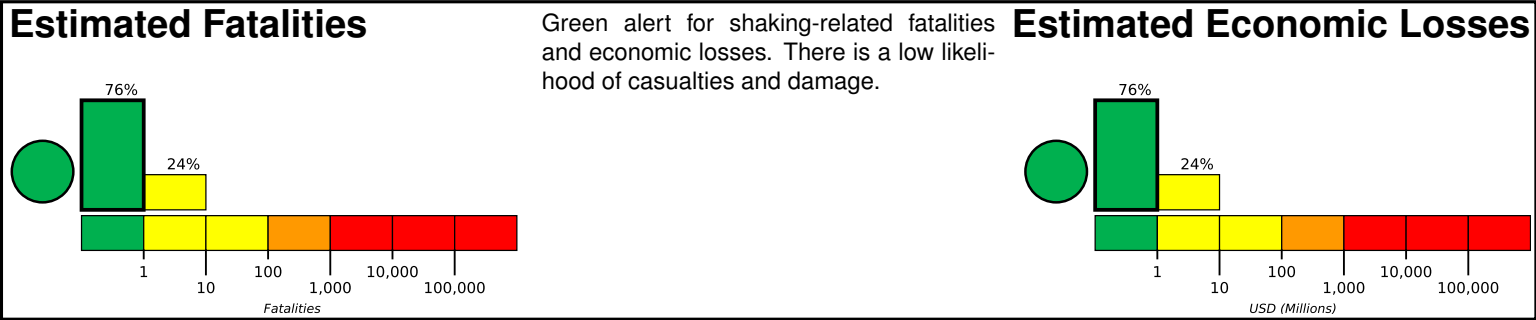 Estimated Fatalities
76%
24%
1
10
100
1,000
10,000
100,000
Fatalities
Green alert for shaking-related fatalities
and economic losses. There is a low likeli-
hood of casualties and damage.
Estimated Economic Losses
76%
24%
1
10
100
1,000
10,000
100,000
USD (Millions)